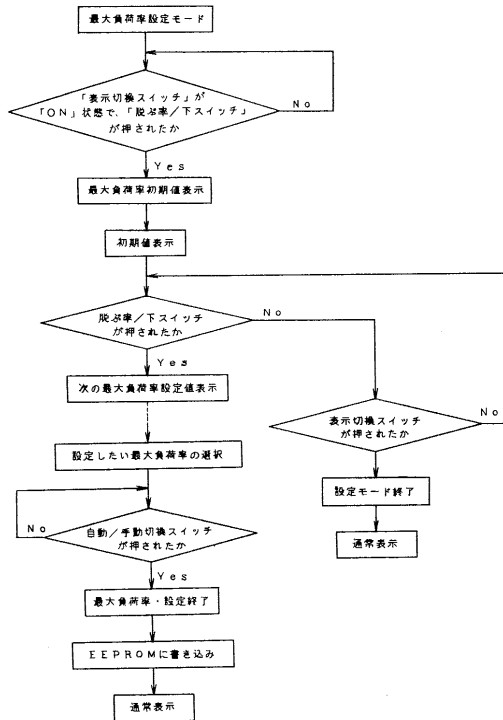 最大負荷率設定モード
「表示切換スイッチ」が
「ON」状態で、「脱ぷ率/下スイッチ」
が押されたか
No
Yes
最大負荷率初期値表示
初期値表示
脱ぷ率/下スイッチ
が押されたか
No
Yes
次の最大負荷率設定値表示
表示切換スイッチ
が押されたか
No
設定したい最大負荷率の選択
設定モード終了
自動/手動切換スイッチ
が押されたか
No
通常表示
Yes
最大負荷率・設定終了
EEPROMに書き込み
通常表示